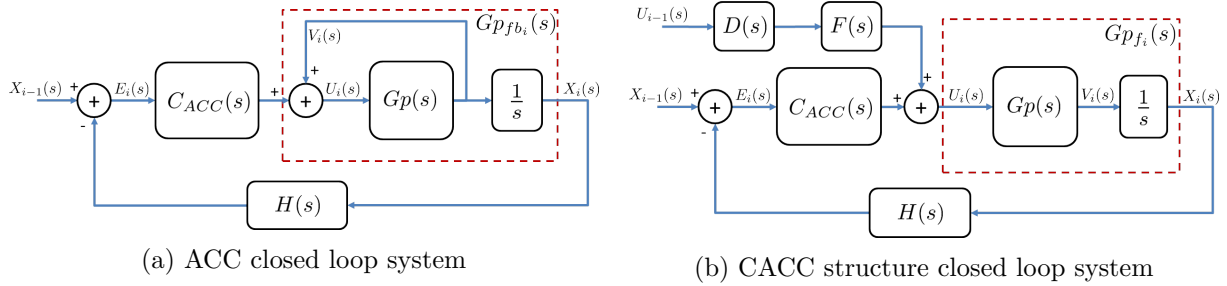 Gp_{fb_i}(s)
V_i(s)
X_{i-1}(s) + + E_i(s) C_{ACC}(s) + + + U_i(s) Gp(s) 1/s X_i(s)
-
H(s)
(a) ACC closed loop system
U_{i-1}(s) D(s) F(s) Gp_{f_i}(s)
X_{i-1}(s) + + E_i(s) C_{ACC}(s) + + + U_i(s) Gp(s) V_i(s) 1/s X_i(s)
-
H(s)
(b) CACC structure closed loop system